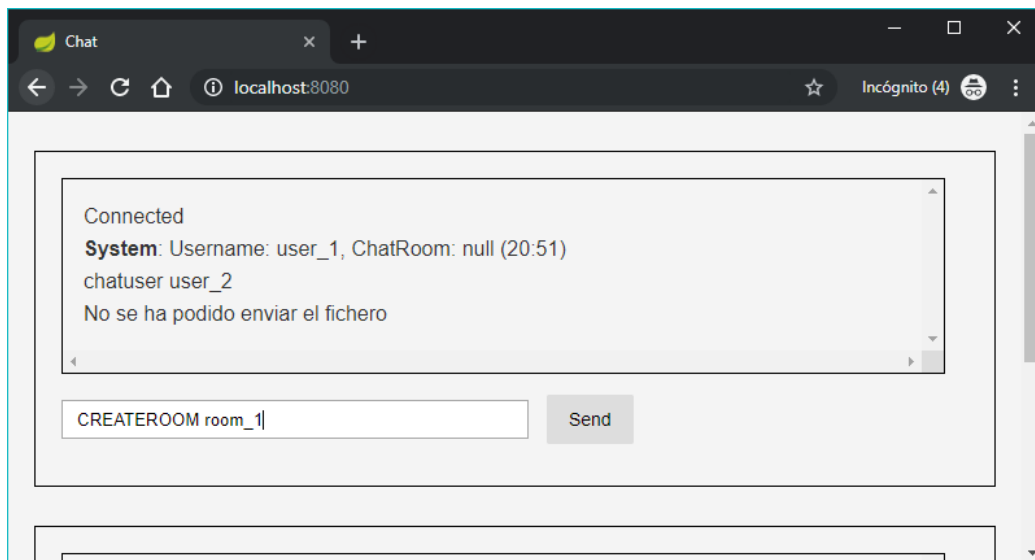 Chat
localhost:8080
Incógnito (4)
Connected
System: Username: user_1, ChatRoom: null (20:51)
chatuser user_2
No se ha podido enviar el fichero
CREATEROOM room_1
Send